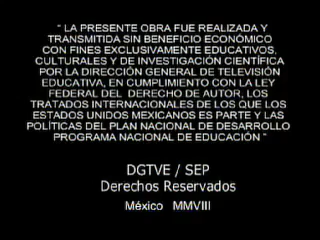 " LA PRESENTE OBRA FUE REALIZADA Y
TRANSMITIDA SIN BENEFICIO ECONÓMICO
CON FINES EXCLUSIVAMENTE EDUCATIVOS,
CULTURALES Y DE INVESTIGACIÓN CIENTÍFICA
POR LA DIRECCIÓN GENERAL DE TELEVISIÓN
EDUCATIVA, EN CUMPLIMIENTO CON LA LEY
FEDERAL DEL DERECHO DE AUTOR, LOS
TRATADOS INTERNACIONALES DE LOS QUE LOS
ESTADOS UNIDOS MEXICANOS ES PARTE Y LAS
POLÍTICAS DEL PLAN NACIONAL DE DESARROLLO
PROGRAMA NACIONAL DE EDUCACIÓN "
DGTVE / SEP
Derechos Reservados
México MMVIII